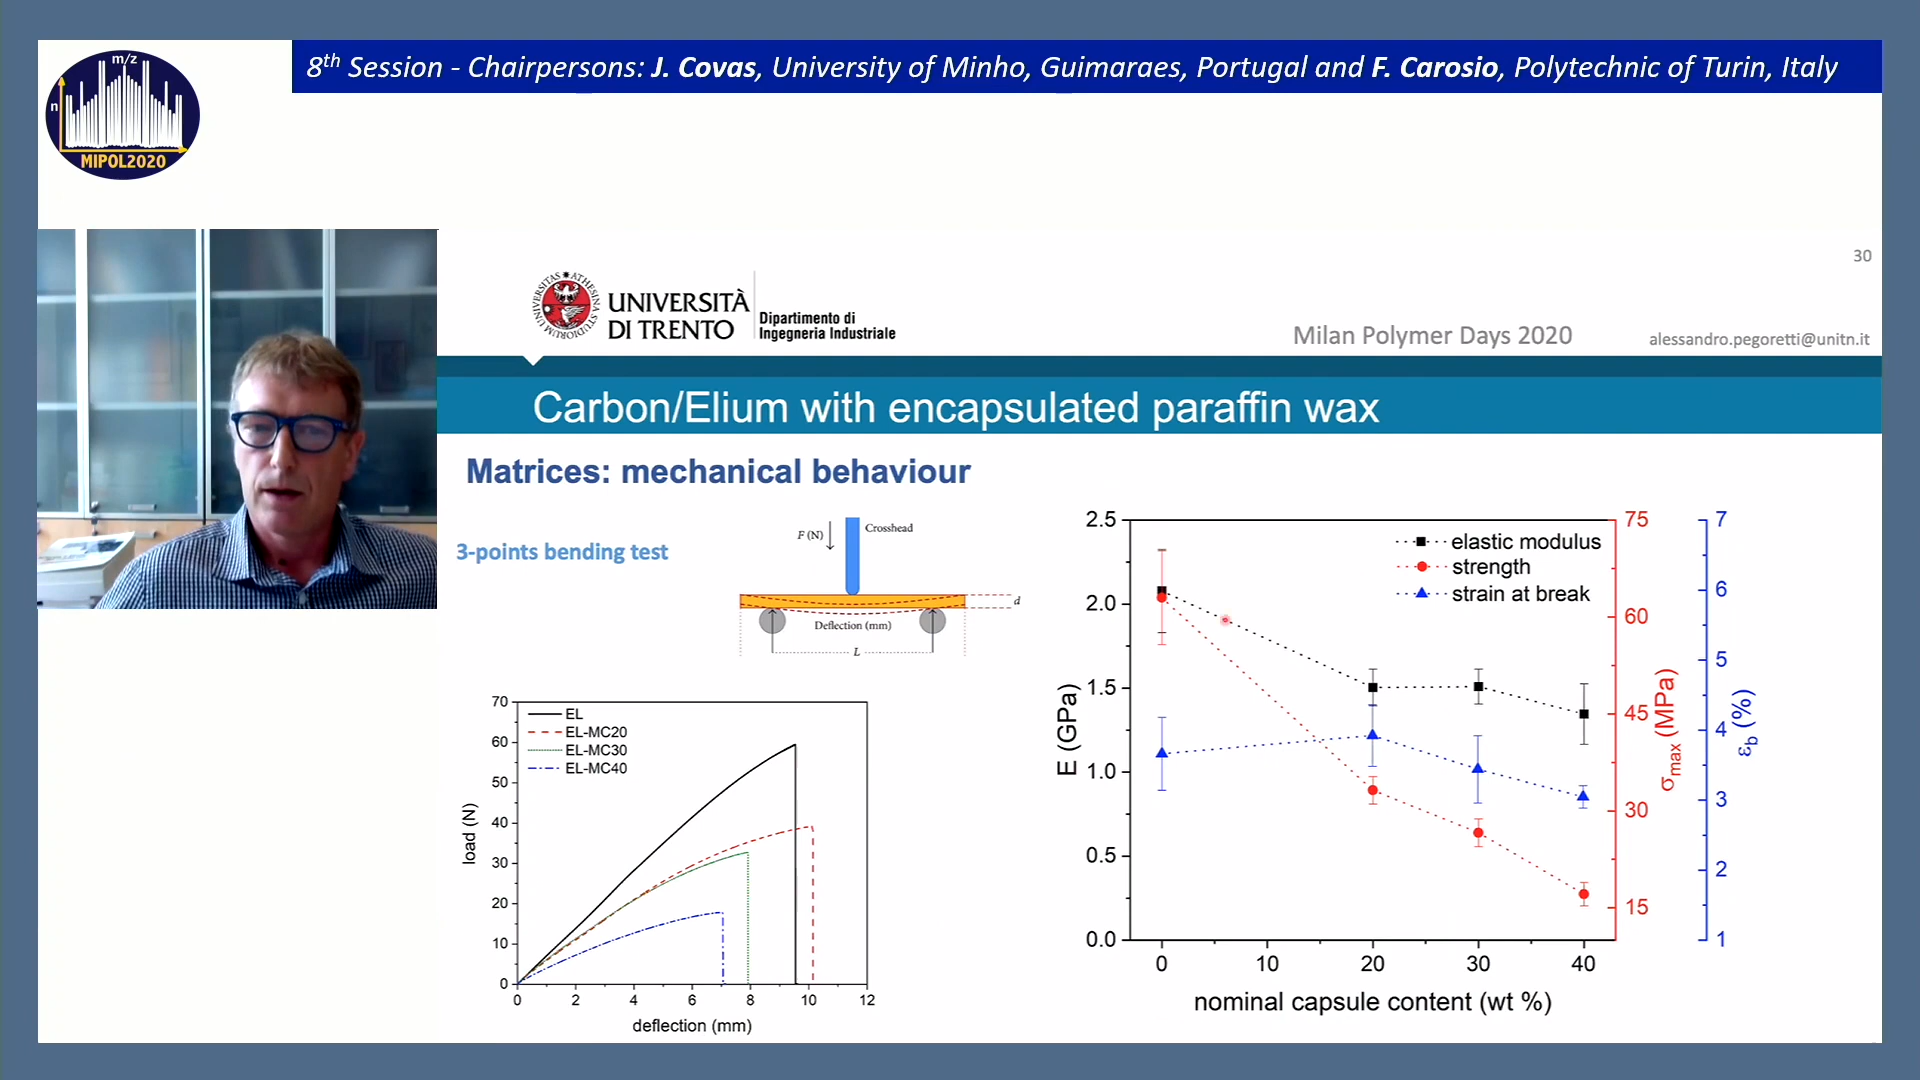 8th Session - Chairpersons: J. Covas, University of Minho, Guimaraes, Portugal and F. Carosio, Polytechnic of Turin, Italy
m/z
n
MIPOL2020
30
UNIVERSITÀ
DI TRENTO
Dipartimento di
Ingegneria Industriale
Milan Polymer Days 2020
alessandro.pegoretti@unitn.it
Carbon/Elium with encapsulated paraffin wax
Matrices: mechanical behaviour
3-points bending test
F (N)
Crosshead
d
Deflection (mm)
L
70
60
50
40
30
20
10
0
load (N)
EL
EL-MC20
EL-MC30
EL-MC40
0 2 4 6 8 10 12
deflection (mm)
2.5
2.0
1.5
1.0
0.5
0.0
E (GPa)
elastic modulus
strength
strain at break
75
60
45
30
15
σmax (MPa)
7
6
5
4
3
2
1
εb (%)
0 10 20 30 40
nominal capsule content (wt %)